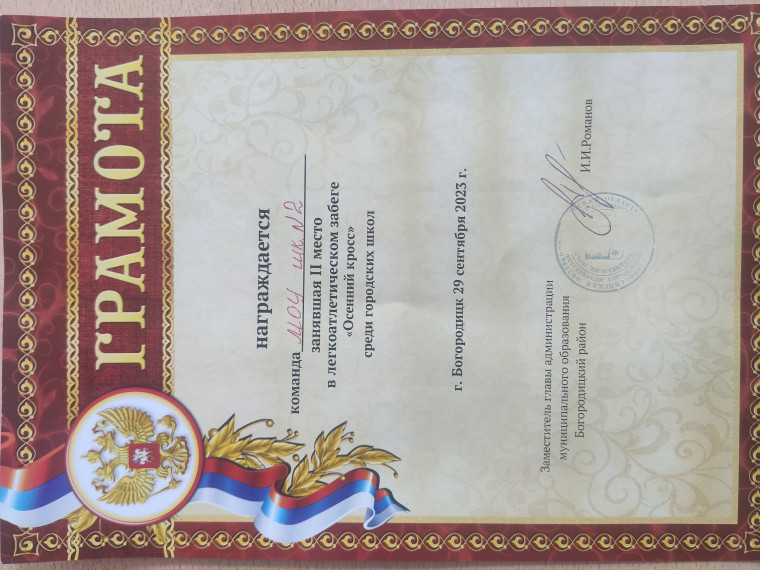 ГРАМОТА
награждается
команда МОУ шк №2
занявшая II место
в легкоатлетическом забеге
«Осенний кросс»
среди городских школ
г. Богородицк 29 сентября 2023 г.
Заместитель главы администрации
муниципального образования
Богородицкий район
И.И.Романов